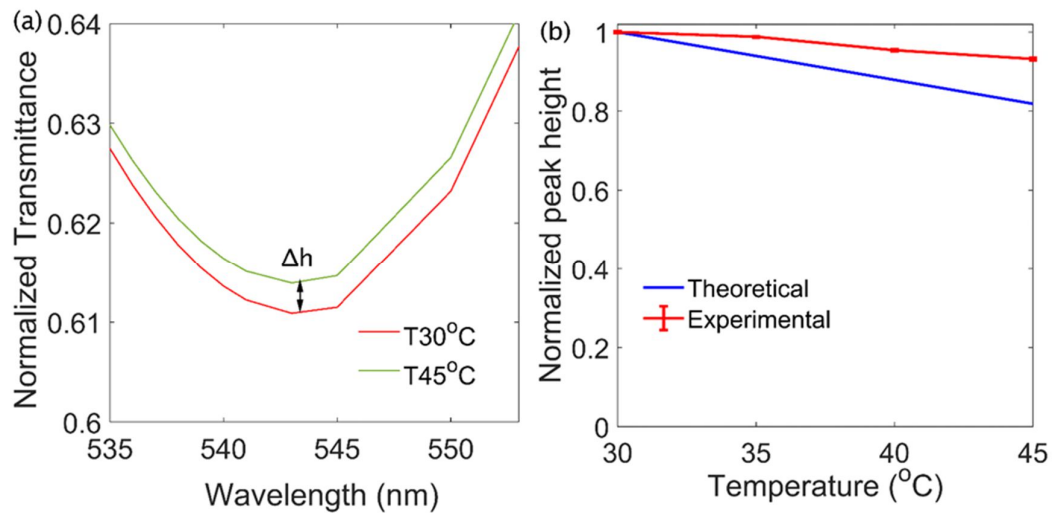 (a)
Normalized Transmittance
0.64
0.63
0.62
0.61
0.6
Δh
T30°C
T45°C
535
540
545
550
Wavelength (nm)
(b)
Normalized peak height
1
0.8
0.6
0.4
0.2
0
Theoretical
Experimental
30
35
40
45
Temperature (°C)